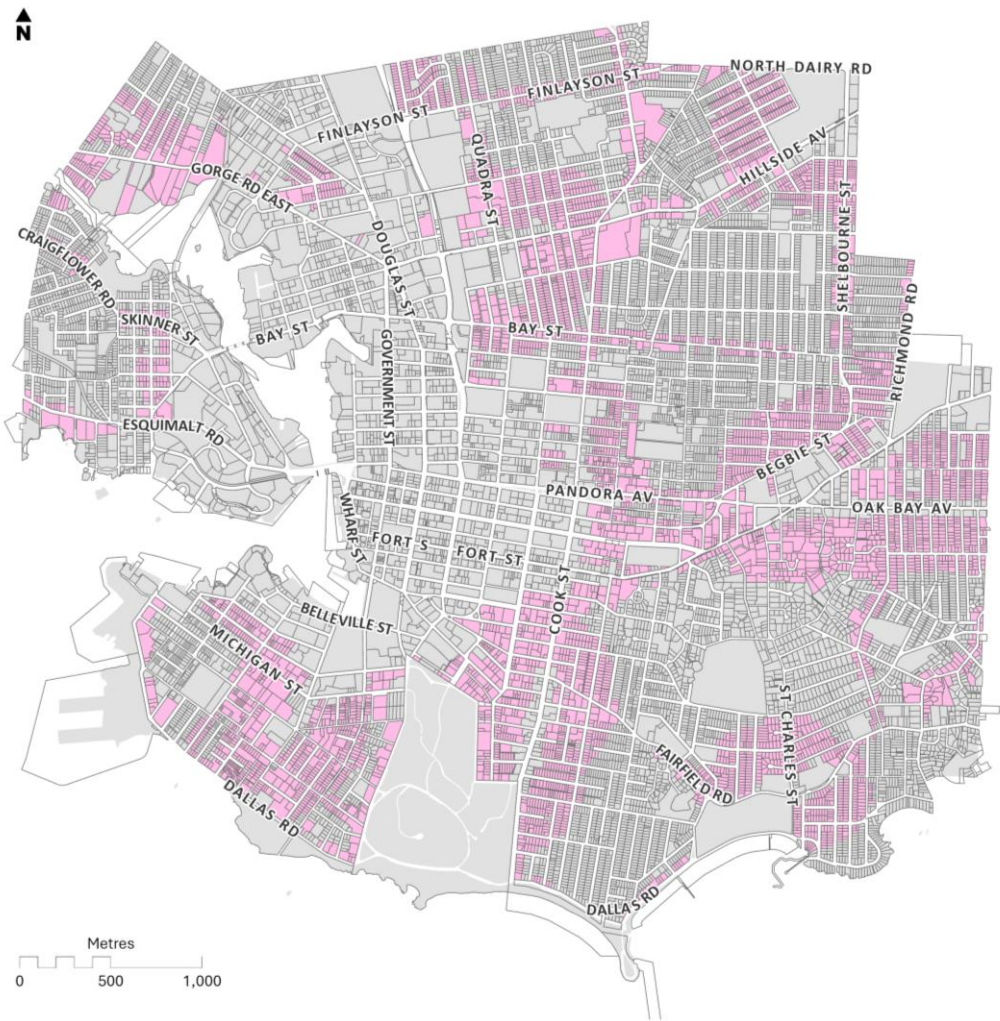 N
NORTH DAIRY RD
FINLAYSON ST
FINLAYSON ST
HILLSIDE AV
QUADRA ST
GORGE RD EAST
SHELBOURNE ST
DOUGLAS ST
CRAIGFLOWER RD
RICHMOND RD
SKINNER ST
BAY ST
BAY ST
GOVERNMENT ST
ESQUIMALT RD
BEGBIE ST
PANDORA AV
OAK BAY AV
WHARF ST
FORT S
FORT ST
COOK ST
BELLEVILLE ST
MICHIGAN ST
ST CHARLES ST
FAIRFIELD RD
DALLAS RD
DALLAS RD
Metres
0 500 1,000